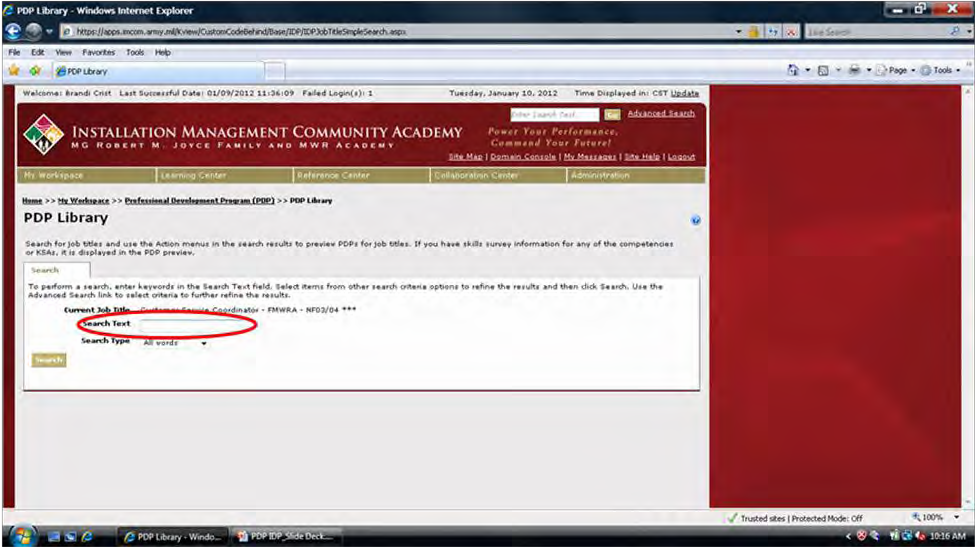 PDP Library - Windows Internet Explorer
https://apps.imcom.army.mil/Kview/CustomCodeBehind/Base/IDP/IDPJobTitleSimpleSearch.aspx
Live Search
File Edit View Favorites Tools Help
PDP Library
Page Tools
Welcome: Brandi Crist Last Successful Date: 01/09/2012 11:36:09 Failed Login(s): 1 Tuesday, January 10, 2012 Time Displayed in: CST Update
Enter Search Text Go Advanced Search
INSTALLATION MANAGEMENT COMMUNITY ACADEMY
MG ROBERT M. JOYCE FAMILY AND MWR ACADEMY
Power Your Performance,
Command Your Future!
Site Map | Domain Console | My Messages | Site Help | Logout
My Workspace Learning Center Reference Center Collaboration Center Administration
Home >> My Workspace >> Professional Development Program (PDP) >> PDP Library
PDP Library
Search for job titles and use the Action menus in the search results to preview PDPs for job titles. If you have skills survey information for any of the competencies
or KSAs, it is displayed in the PDP preview.
Search
To perform a search, enter keywords in the Search Text field. Select items from other search criteria options to refine the results and then click Search. Use the
Advanced Search link to select criteria to further refine the results.
Current Job Title Customer Service Coordinator - FMWRA - NF03/04 ***
Search Text
Search Type All words
Search
Trusted sites | Protected Mode: Off 100%
PDP Library - Windo... PDP IDP_Slide Deck.... 10:16 AM